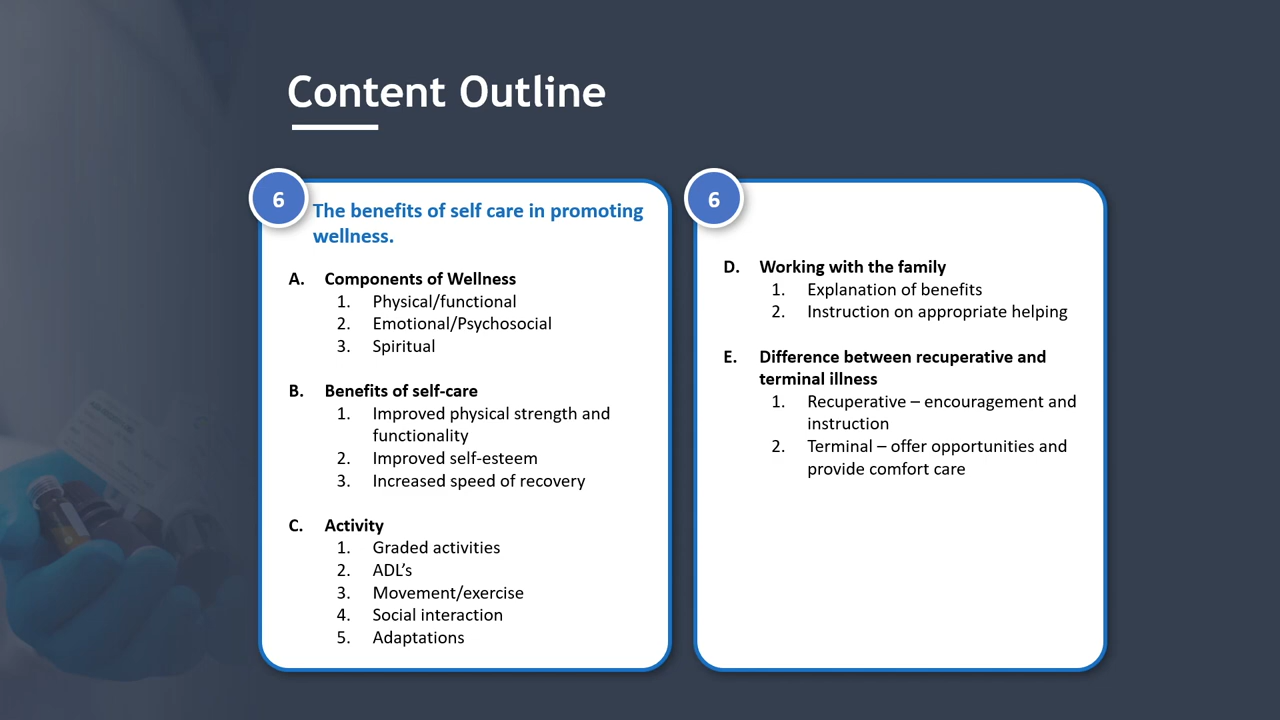 Content Outline
6
The benefits of self care in promoting
wellness.
A. Components of Wellness
1. Physical/functional
2. Emotional/Psychosocial
3. Spiritual
B. Benefits of self-care
1. Improved physical strength and
functionality
2. Improved self-esteem
3. Increased speed of recovery
C. Activity
1. Graded activities
2. ADL’s
3. Movement/exercise
4. Social interaction
5. Adaptations
6
D. Working with the family
1. Explanation of benefits
2. Instruction on appropriate helping
E. Difference between recuperative and
terminal illness
1. Recuperative – encouragement and
instruction
2. Terminal – offer opportunities and
provide comfort care